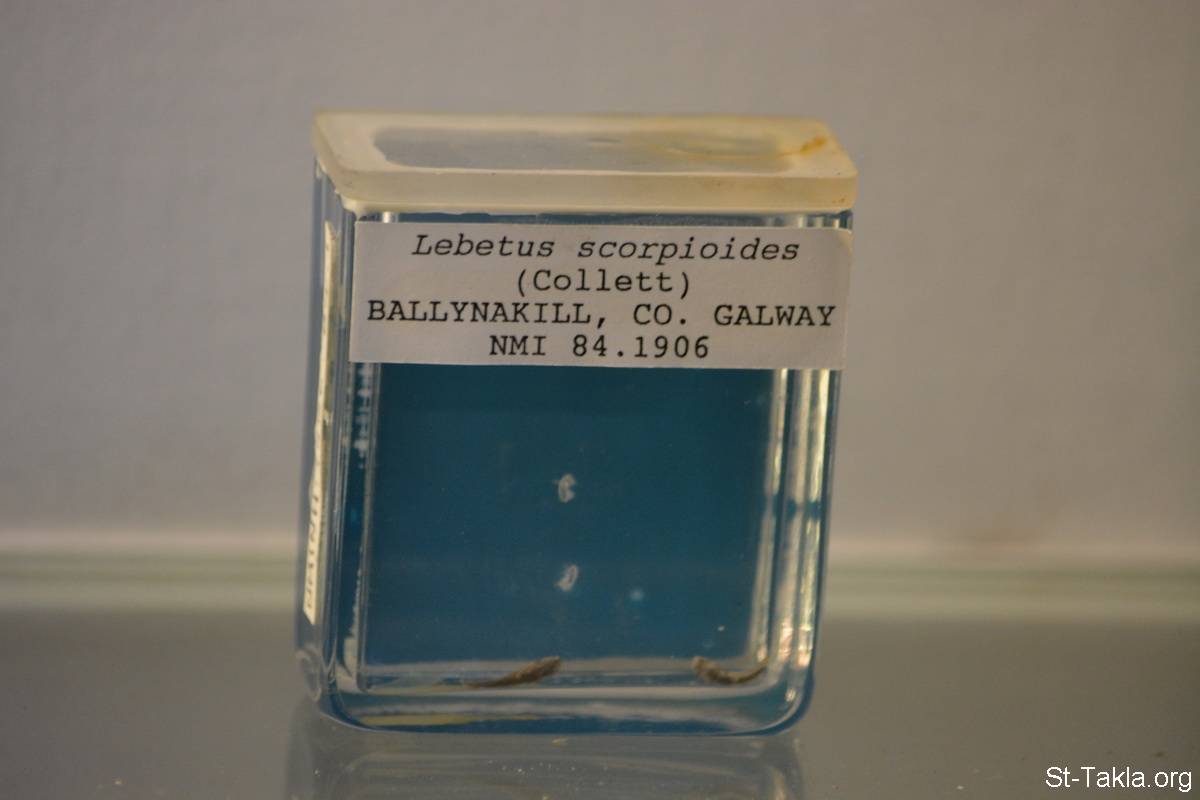 Lebetus scorpioides
(Collett)
BALLYNAKILL, CO. GALWAY
NMI 84.1906
St-Takla.org